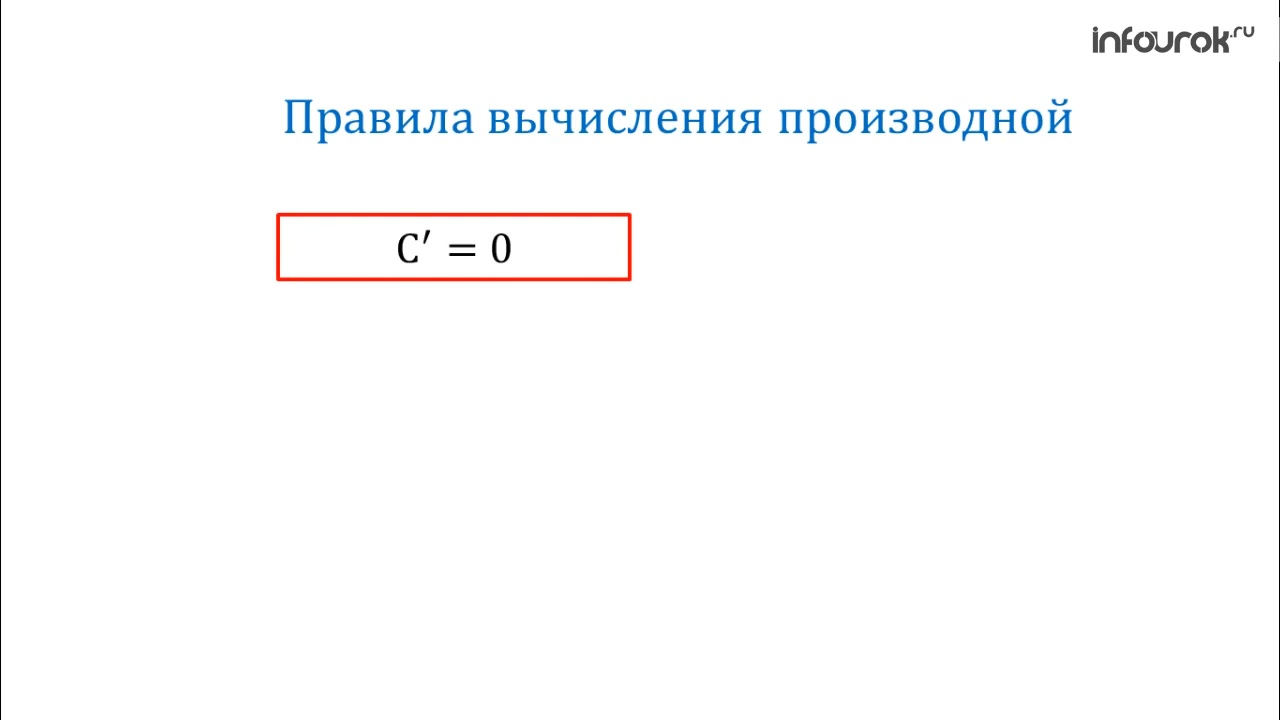 infourok.ru
Правила вычисления производной
C′ = 0